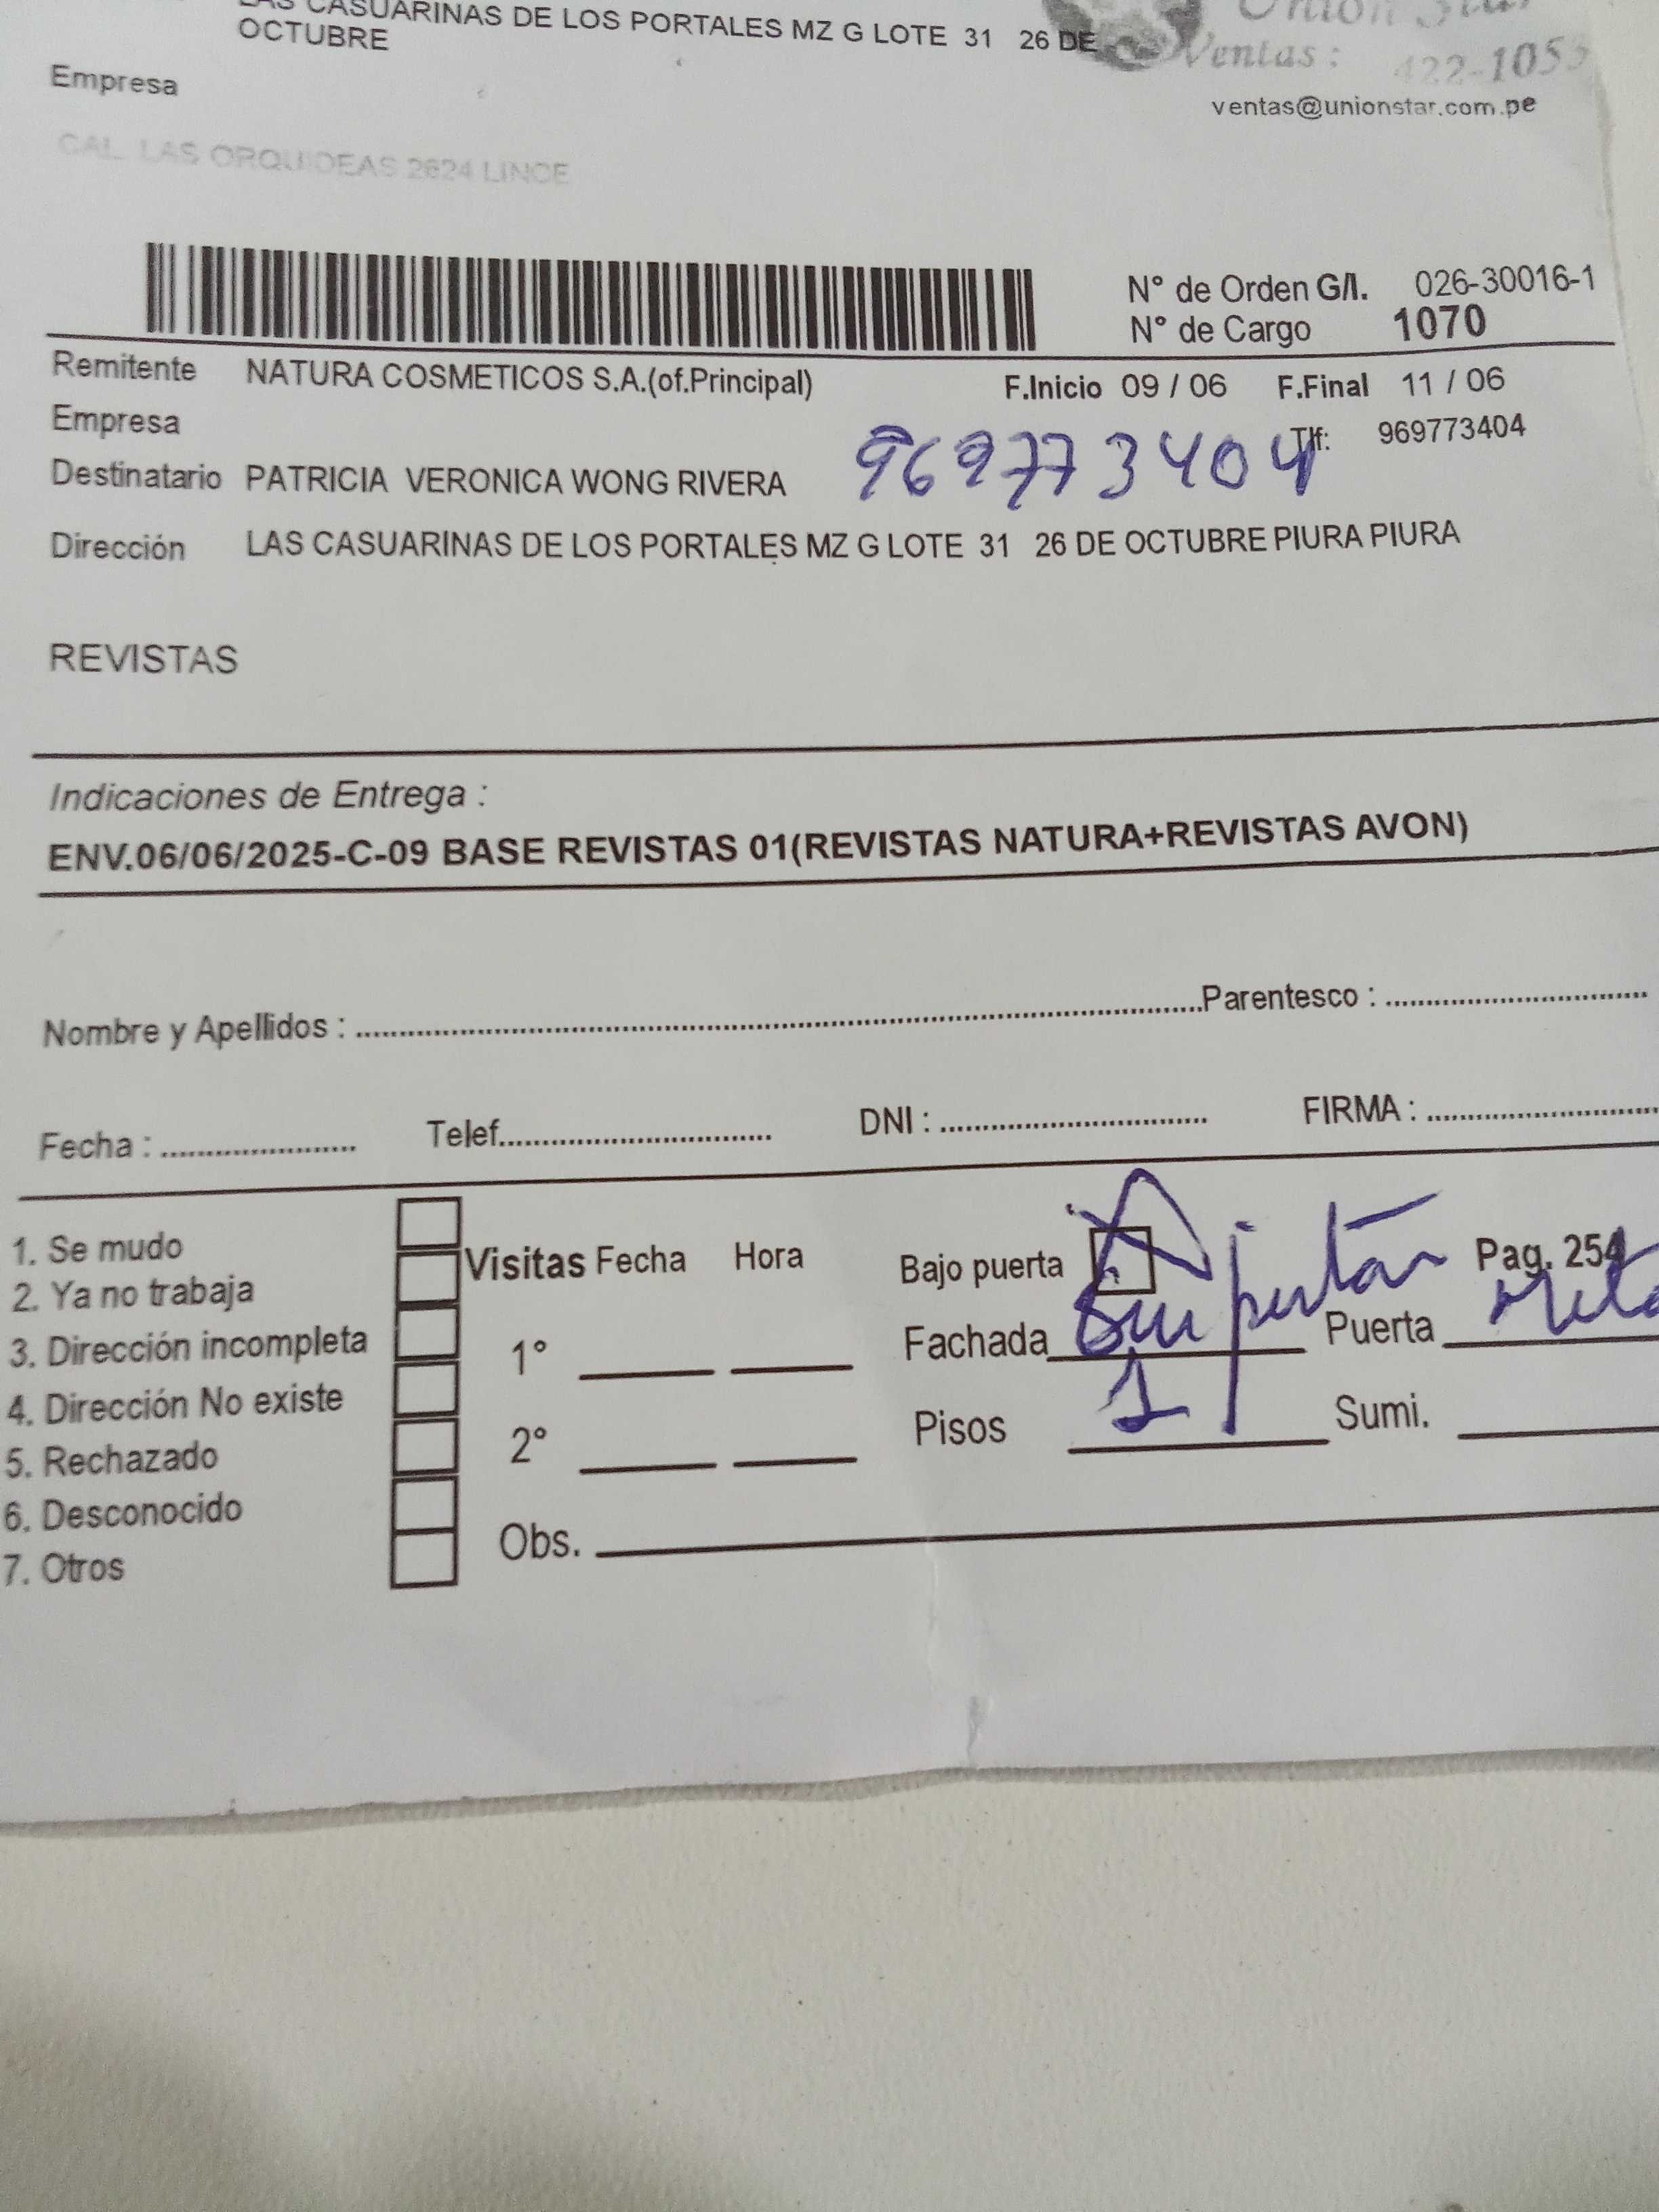 LAS CASUARINAS DE LOS PORTALES MZ G LOTE 31 26 DE
OCTUBRE
Union Star
Ventas : 422-1055
ventas@unionstar.com.pe
Empresa
CAL. LAS ORQUIDEAS 2624 LINCE
N° de Orden G/I. 026-30016-1
N° de Cargo 1070
Remitente NATURA COSMETICOS S.A.(of.Principal) F.Inicio 09 / 06 F.Final 11 / 06
Empresa
969773404 Tlf: 969773404
Destinatario PATRICIA VERONICA WONG RIVERA
Dirección LAS CASUARINAS DE LOS PORTALES MZ G LOTE 31 26 DE OCTUBRE PIURA PIURA
REVISTAS
Indicaciones de Entrega :
ENV.06/06/2025-C-09 BASE REVISTAS 01(REVISTAS NATURA+REVISTAS AVON)
Nombre y Apellidos : Parentesco :
Fecha : Telef. DNI : FIRMA :
1. Se mudo
2. Ya no trabaja
3. Dirección incompleta
4. Dirección No existe
5. Rechazado
6. Desconocido
7. Otros
Visitas Fecha Hora
1°
2°
Obs.
Bajo puerta Pag. 254
Fachada Puerta
Pisos 1 Sumi.